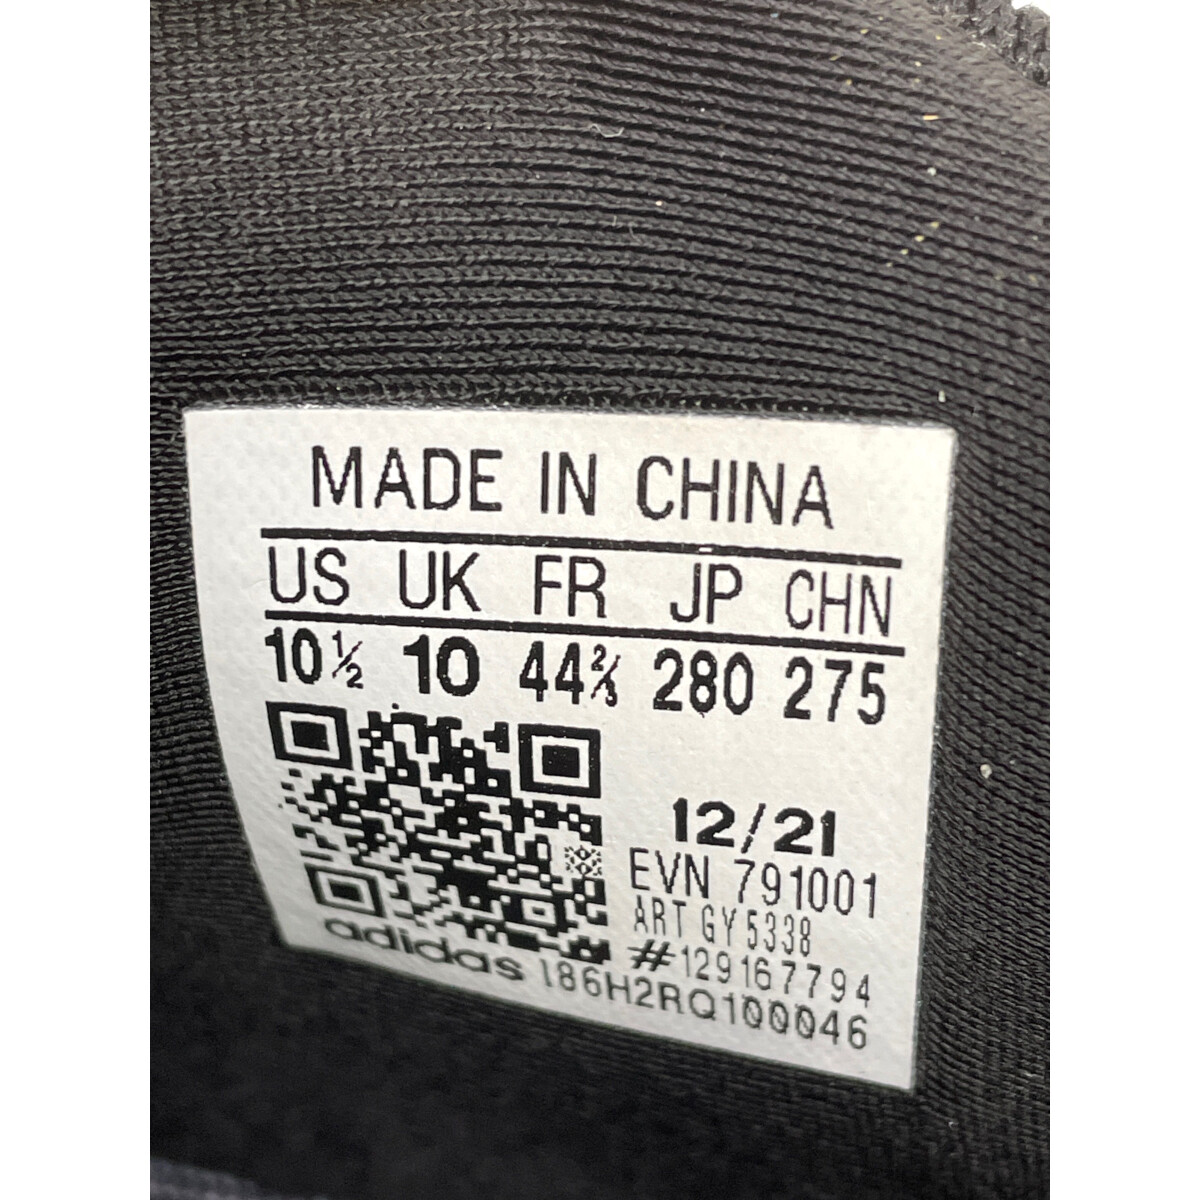 MADE IN CHINA
US UK FR JP CHN
10½ 10 44⅔ 280 275
12/21
EVN 791001
ART GY5338
#129167794
adidas 186H2RQ100046